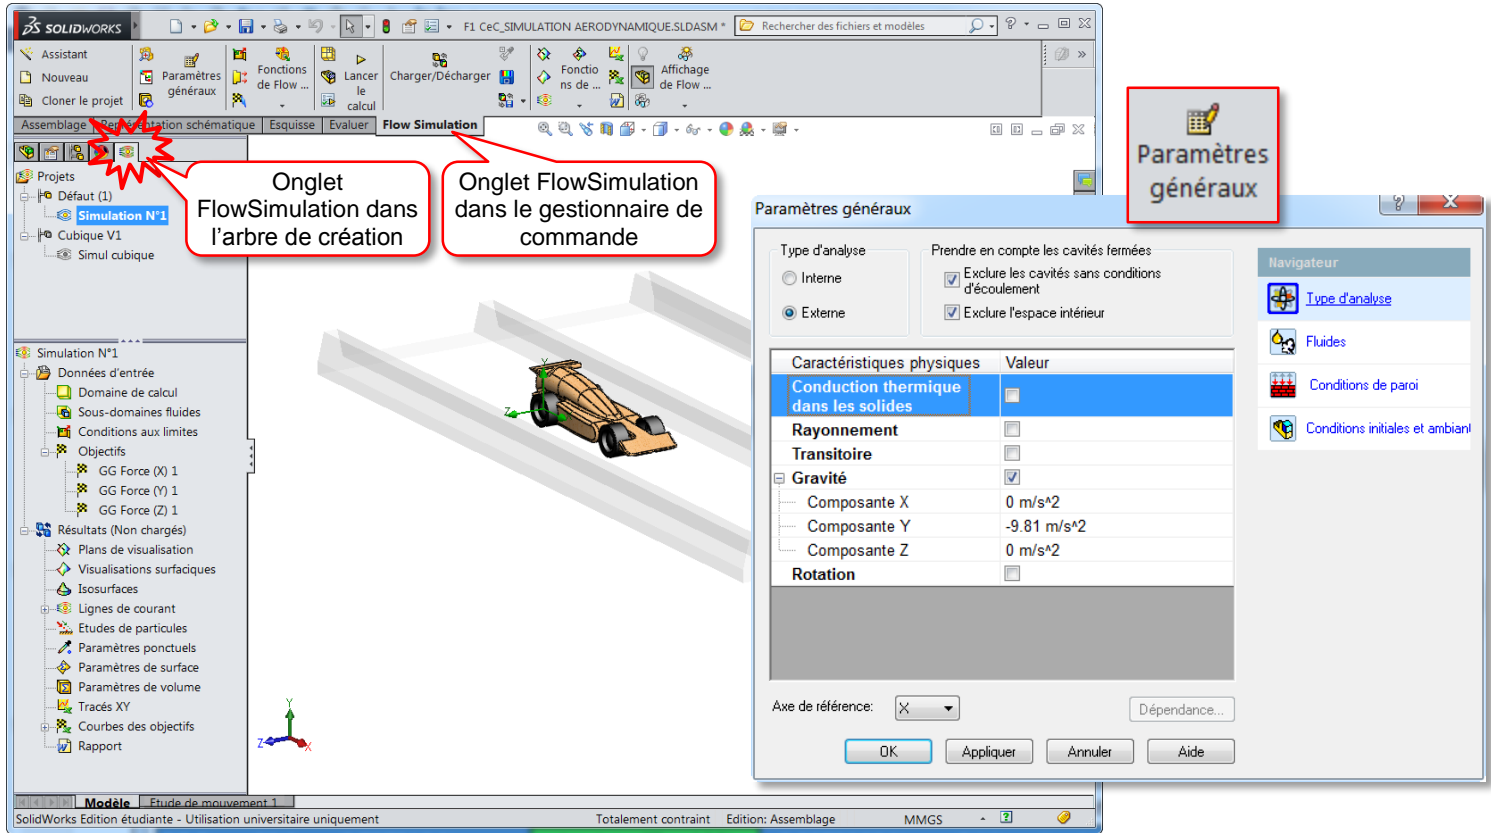 SOLIDWORKS
F1 CeC_SIMULATION AERODYNAMIQUE.SLDASM *
Rechercher des fichiers et modèles
Assistant
Nouveau
Cloner le projet
Paramètres
généraux
Fonctions
de Flow ...
Lancer
le
calcul
Charger/Décharger
Fonctio
ns de ...
Affichage
de Flow ...
Assemblage
Représentation schématique
Esquisse
Evaluer
Flow Simulation
Projets
Défaut (1)
Simulation N°1
Cubique V1
Simul cubique
Onglet
FlowSimulation dans
l'arbre de création
Onglet FlowSimulation
dans le gestionnaire de
commande
Paramètres
généraux
Simulation N°1
Données d'entrée
Domaine de calcul
Sous-domaines fluides
Conditions aux limites
Objectifs
GG Force (X) 1
GG Force (Y) 1
GG Force (Z) 1
Résultats (Non chargés)
Plans de visualisation
Visualisations surfaciques
Isosurfaces
Lignes de courant
Etudes de particules
Paramètres ponctuels
Paramètres de surface
Paramètres de volume
Tracés XY
Courbes des objectifs
Rapport
Y
Z
Y
Z
X
Paramètres généraux
Type d'analyse
Interne
Externe
Prendre en compte les cavités fermées
Exclure les cavités sans conditions
d'écoulement
Exclure l'espace intérieur
Caractéristiques physiques Valeur
Conduction thermique
dans les solides
Rayonnement
Transitoire
Gravité
Composante X 0 m/s^2
Composante Y -9.81 m/s^2
Composante Z 0 m/s^2
Rotation
Axe de référence: X
Dépendance...
OK
Appliquer
Annuler
Aide
Navigateur
Type d'analyse
Fluides
Conditions de paroi
Conditions initiales et ambian
Modèle
Etude de mouvement 1
SolidWorks Edition étudiante - Utilisation universitaire uniquement
Totalement contraint
Edition: Assemblage
MMGS